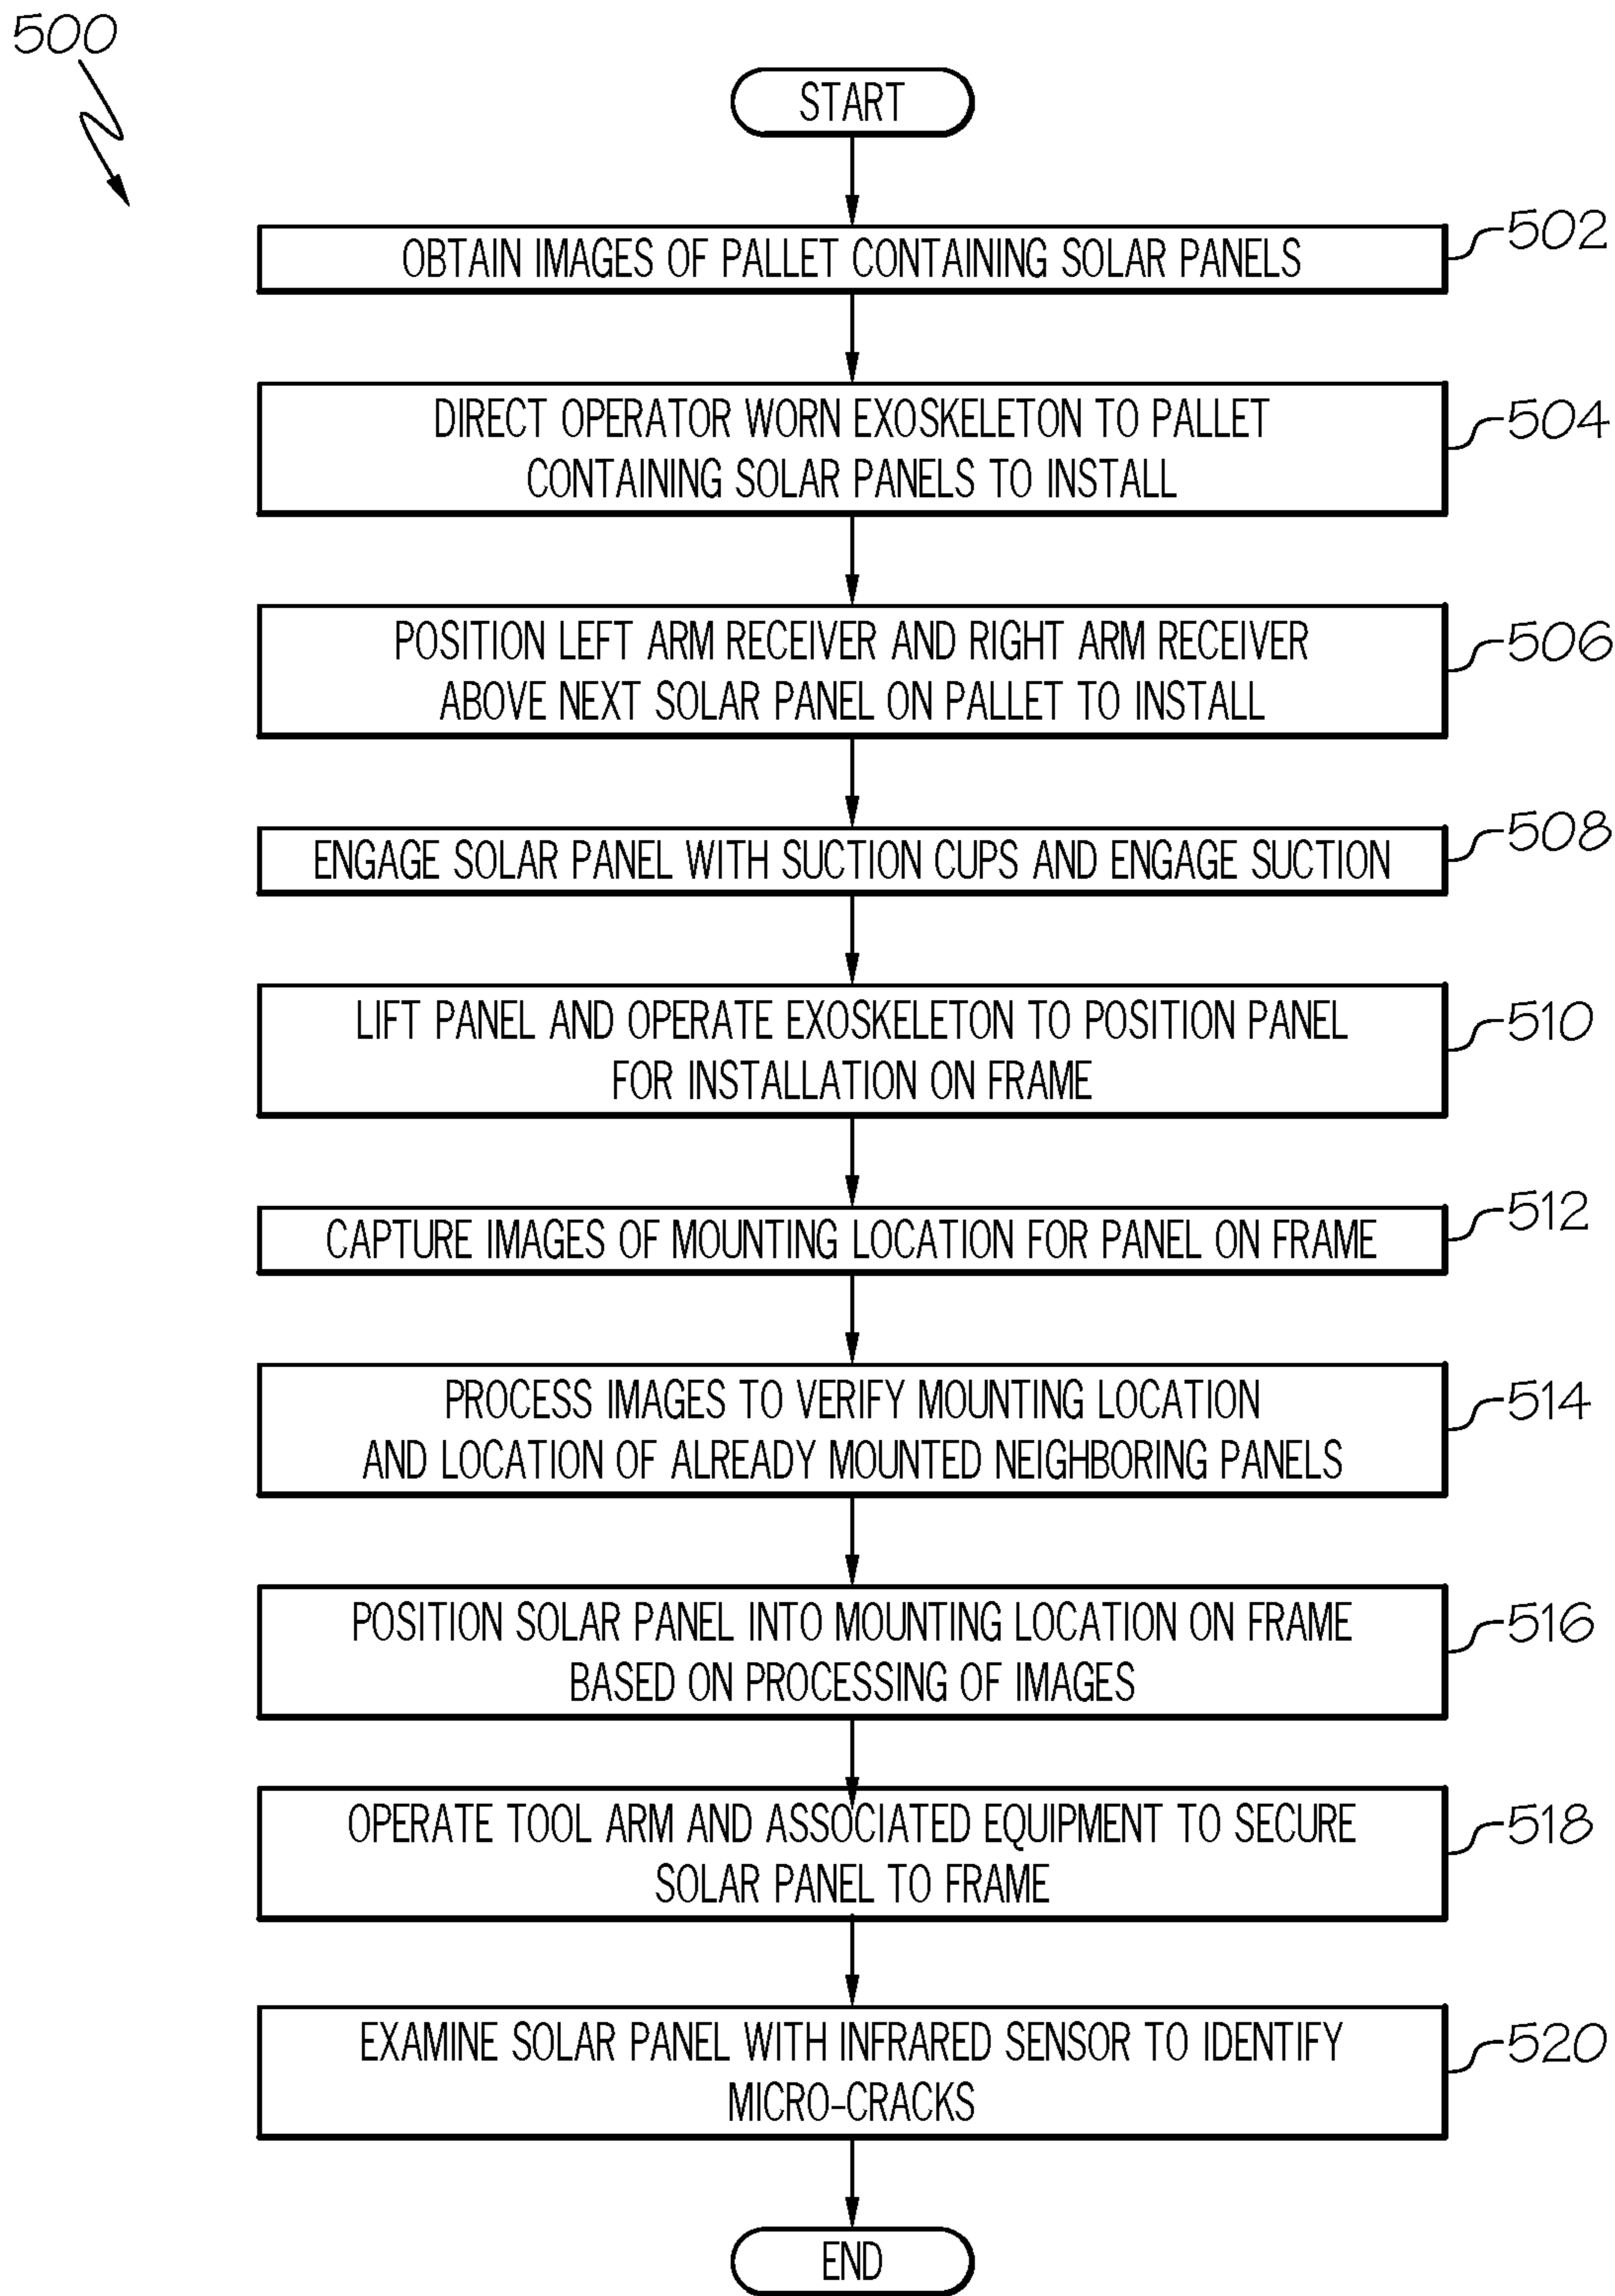 500
START
OBTAIN IMAGES OF PALLET CONTAINING SOLAR PANELS
502
DIRECT OPERATOR WORN EXOSKELETON TO PALLET
CONTAINING SOLAR PANELS TO INSTALL
504
POSITION LEFT ARM RECEIVER AND RIGHT ARM RECEIVER
ABOVE NEXT SOLAR PANEL ON PALLET TO INSTALL
506
ENGAGE SOLAR PANEL WITH SUCTION CUPS AND ENGAGE SUCTION
508
LIFT PANEL AND OPERATE EXOSKELETON TO POSITION PANEL
FOR INSTALLATION ON FRAME
510
CAPTURE IMAGES OF MOUNTING LOCATION FOR PANEL ON FRAME
512
PROCESS IMAGES TO VERIFY MOUNTING LOCATION
AND LOCATION OF ALREADY MOUNTED NEIGHBORING PANELS
514
POSITION SOLAR PANEL INTO MOUNTING LOCATION ON FRAME
BASED ON PROCESSING OF IMAGES
516
OPERATE TOOL ARM AND ASSOCIATED EQUIPMENT TO SECURE
SOLAR PANEL TO FRAME
518
EXAMINE SOLAR PANEL WITH INFRARED SENSOR TO IDENTIFY
MICRO-CRACKS
520
END